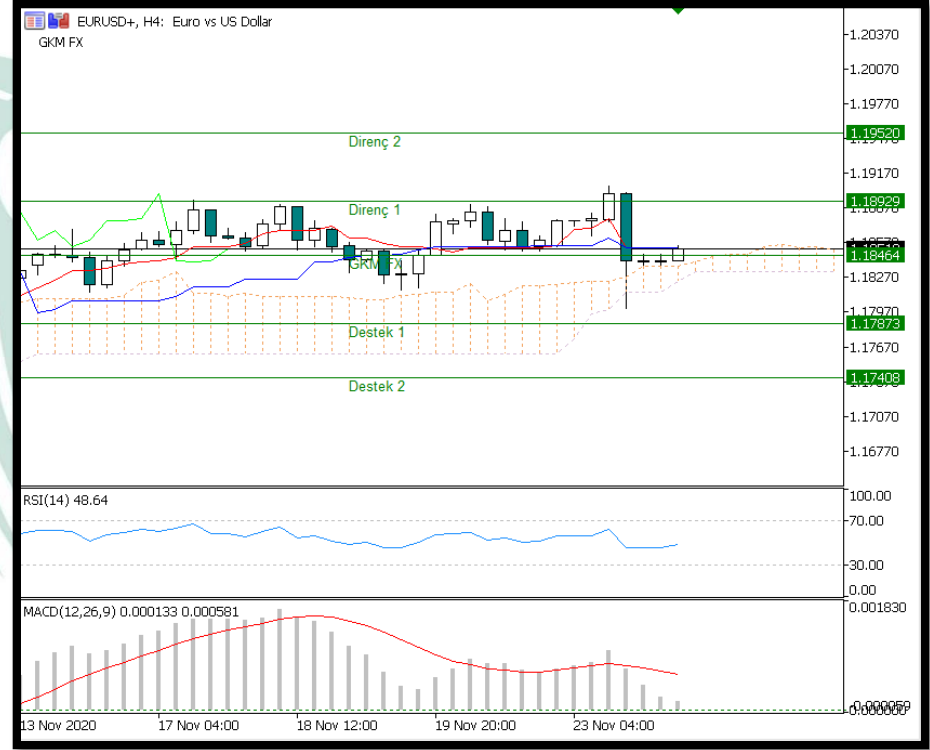 EURUSD+, H4: Euro vs US Dollar
GKM FX
1.20370
1.20070
1.19770
1.19520
Direnç 2
1.19170
1.18929
Direnç 1
1.18464
GKM FX
1.18270
1.17970
1.17873
Destek 1
1.17670
1.17408
Destek 2
1.17070
1.16770
RSI(14) 48.64
100.00
70.00
30.00
0.00
MACD(12,26,9) 0.000133 0.000581
0.001830
13 Nov 2020
17 Nov 04:00
18 Nov 12:00
19 Nov 20:00
23 Nov 04:00